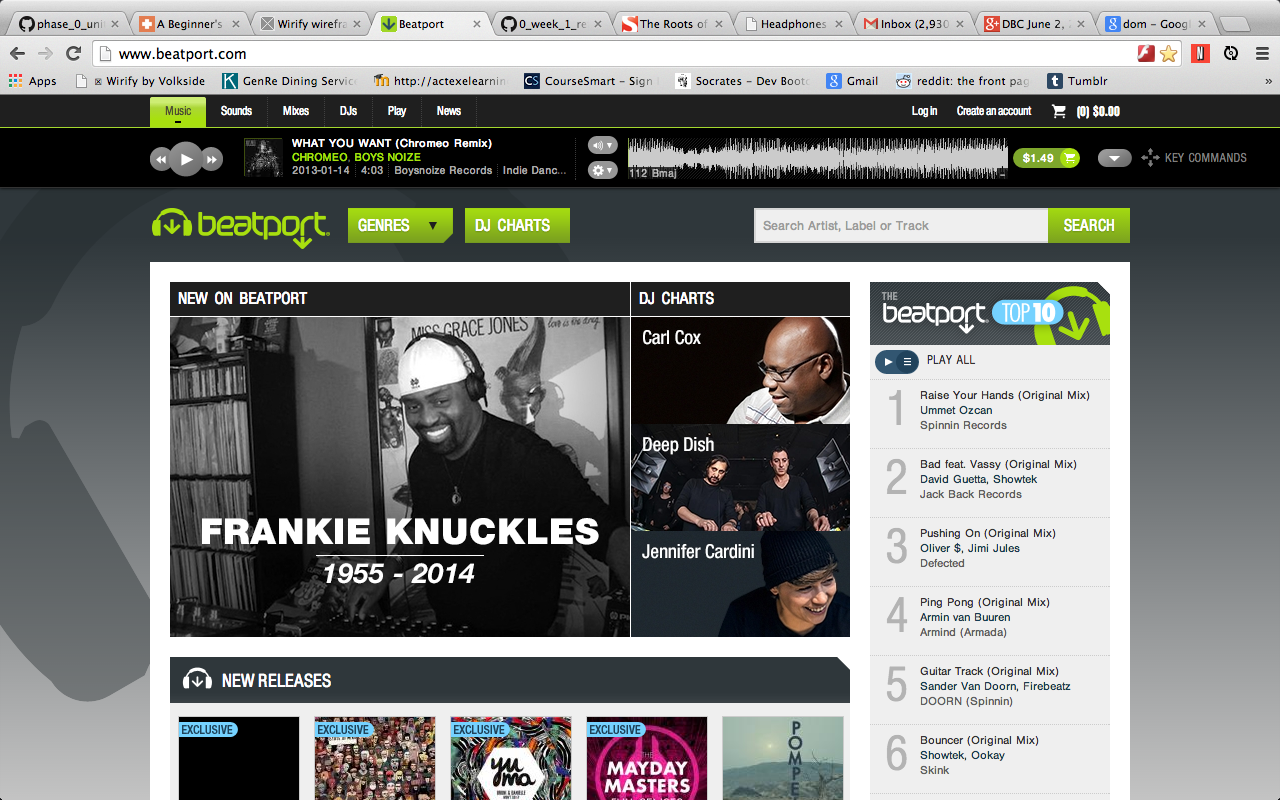 phase_0_uni
A Beginner's
Wirify wirefra
Beatport
0_week_1_re
The Roots of
Headphones
Inbox (2,930
DBC June 2,
dom – Googl
www.beatport.com
Apps
Wirify by Volkside
GenRe Dining Servic
http://actexelearnin
CourseSmart – Sign
Socrates – Dev Bootc
Gmail
reddit: the front pag
Tumblr
»
Music
Sounds
Mixes
DJs
Play
News
Log in
Create an account
(0) $0.00
WHAT YOU WANT (Chromeo Remix)
CHROMEO, BOYS NOIZE
2013-01-14 4:03 Boysnoize Records Indie Danc...
112 Bmaj
$1.49
KEY COMMANDS
beatport
GENRES
DJ CHARTS
Search Artist, Label or Track
SEARCH
NEW ON BEATPORT
MISS GRACE JONES
love is the drug
FRANKIE KNUCKLES
1955 - 2014
DJ CHARTS
Carl Cox
Deep Dish
Jennifer Cardini
THE
beatport TOP 10
PLAY ALL
1
Raise Your Hands (Original Mix)
Ummet Ozcan
Spinnin Records
2
Bad feat. Vassy (Original Mix)
David Guetta, Showtek
Jack Back Records
3
Pushing On (Original Mix)
Oliver $, Jimi Jules
Defected
4
Ping Pong (Original Mix)
Armin van Buuren
Armind (Armada)
5
Guitar Track (Original Mix)
Sander Van Doorn, Firebeatz
DOORN (Spinnin)
6
Bouncer (Original Mix)
Showtek, Ookay
Skink
NEW RELEASES
EXCLUSIVE
EXCLUSIVE
EXCLUSIVE
yuma
EXCLUSIVE
THE
MAYDAY
MASTERS
POMPE